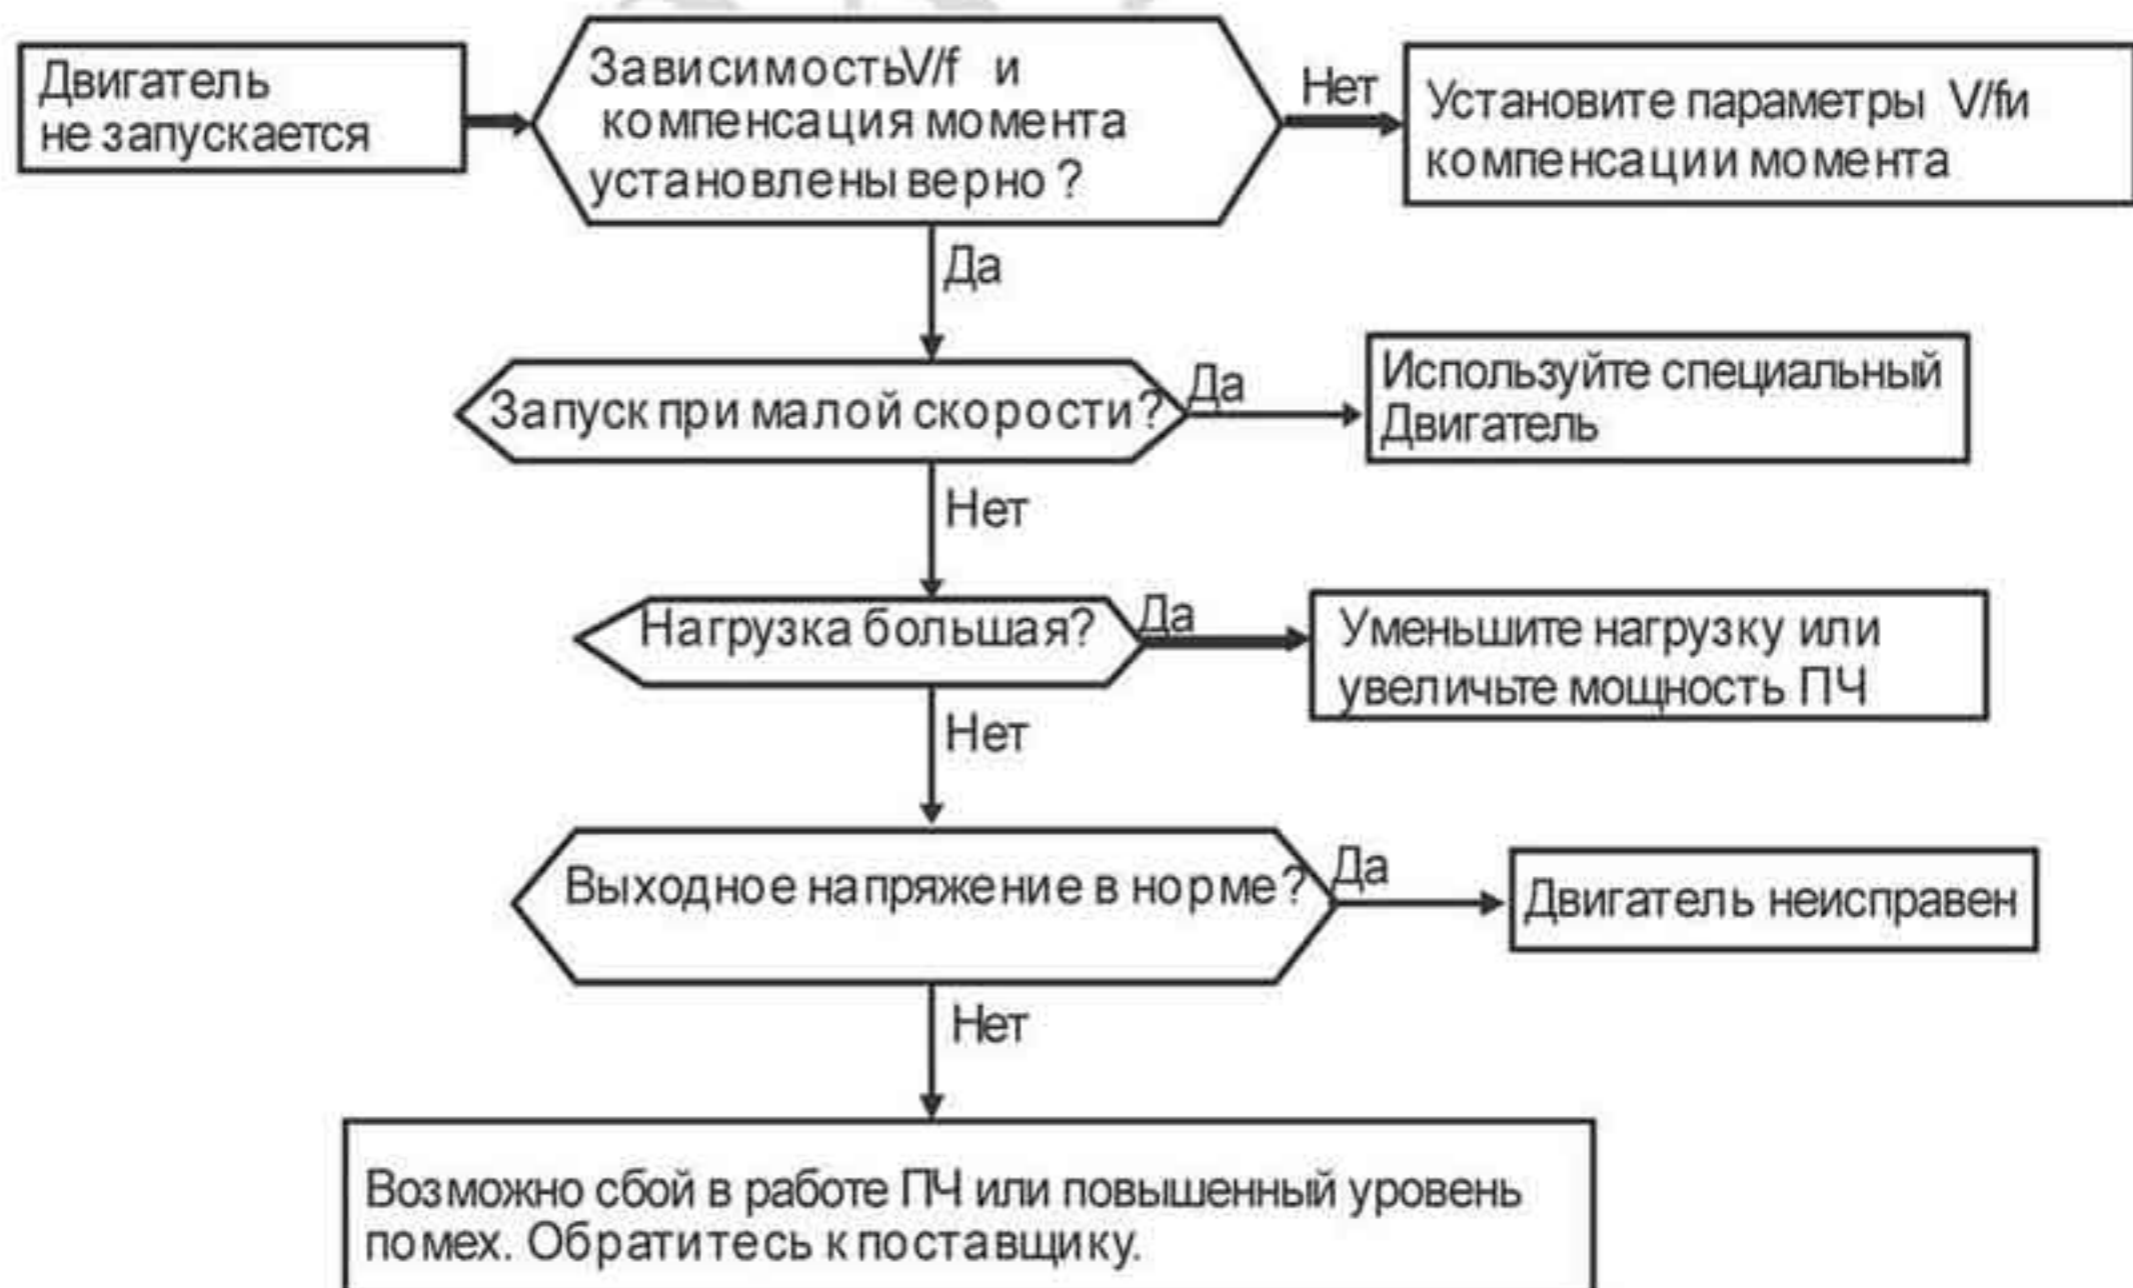 Двигатель
не запускается
Зависимость V/f и
компенсация момента
установлены верно ?
Нет
Установите параметры V/fи
компенсации момента
Да
Запуск при малой скорости?
Да
Используйте специальный
Двигатель
Нет
Нагрузка большая?
Да
Уменьшите нагрузку или
увеличьте мощность ПЧ
Нет
Выходное напряжение в норме?
Да
Двигатель неисправен
Нет
Возможно сбой в работе ПЧ или повышенный уровень
помех. Обратитесь к поставщику.